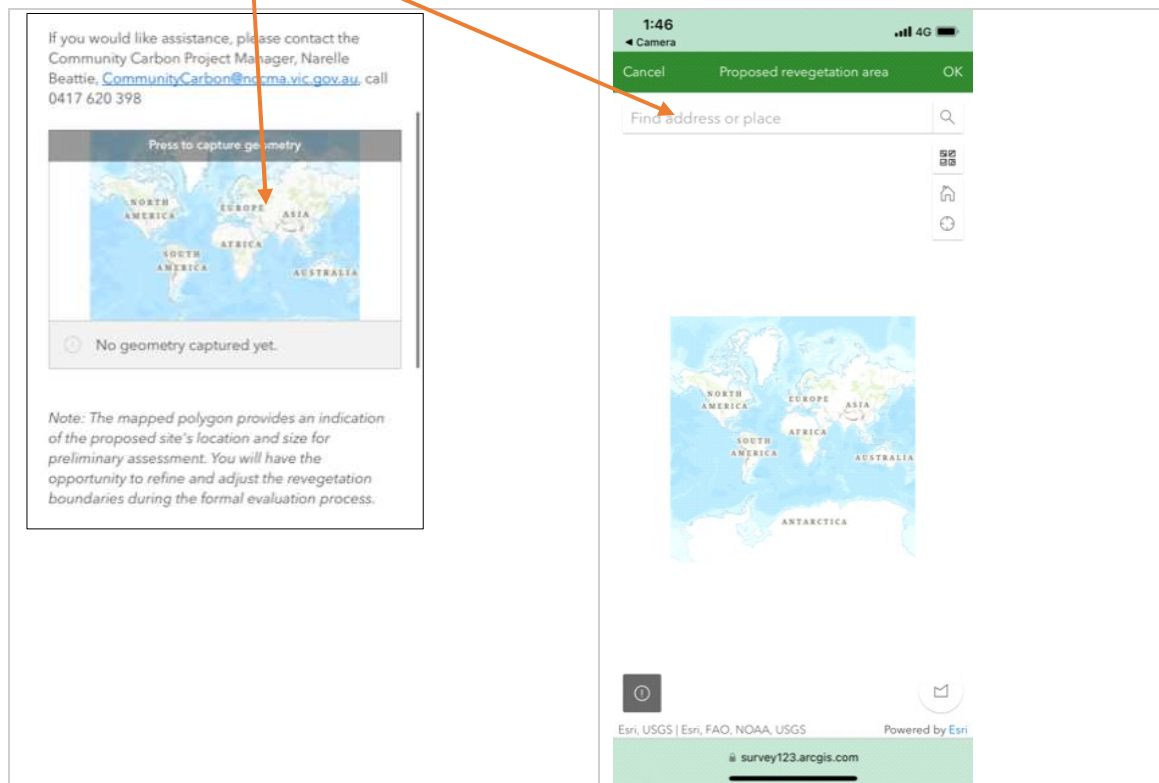 If you would like assistance, please contact the
Community Carbon Project Manager, Narelle
Beattie, CommunityCarbon@nccma.vic.gov.au, call
0417 620 398
Press to capture geometry
NORTH
AMERICA
EUROPE
ASIA
AFRICA
SOUTH
AMERICA
AUSTRALIA
No geometry captured yet.
Note: The mapped polygon provides an indication
of the proposed site's location and size for
preliminary assessment. You will have the
opportunity to refine and adjust the revegetation
boundaries during the formal evaluation process.
1:46
4G
Camera
Cancel
Proposed revegetation area
OK
Find address or place
NORTH
AMERICA
EUROPE
ASIA
AFRICA
SOUTH
AMERICA
AUSTRALIA
ANTARCTICA
Esri, USGS | Esri, FAO, NOAA, USGS
Powered by Esri
survey123.arcgis.com